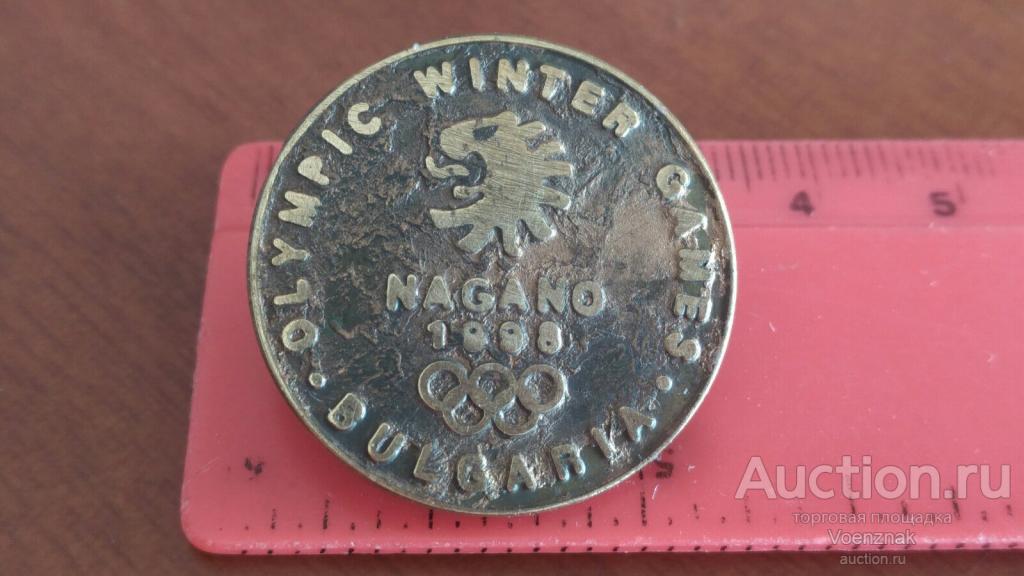 OLYMPIC WINTER GAMES
NAGANO
1998
• BULGARIA •
4 5
Auction.ru
торговая площадка
Voenznak
auction.ru